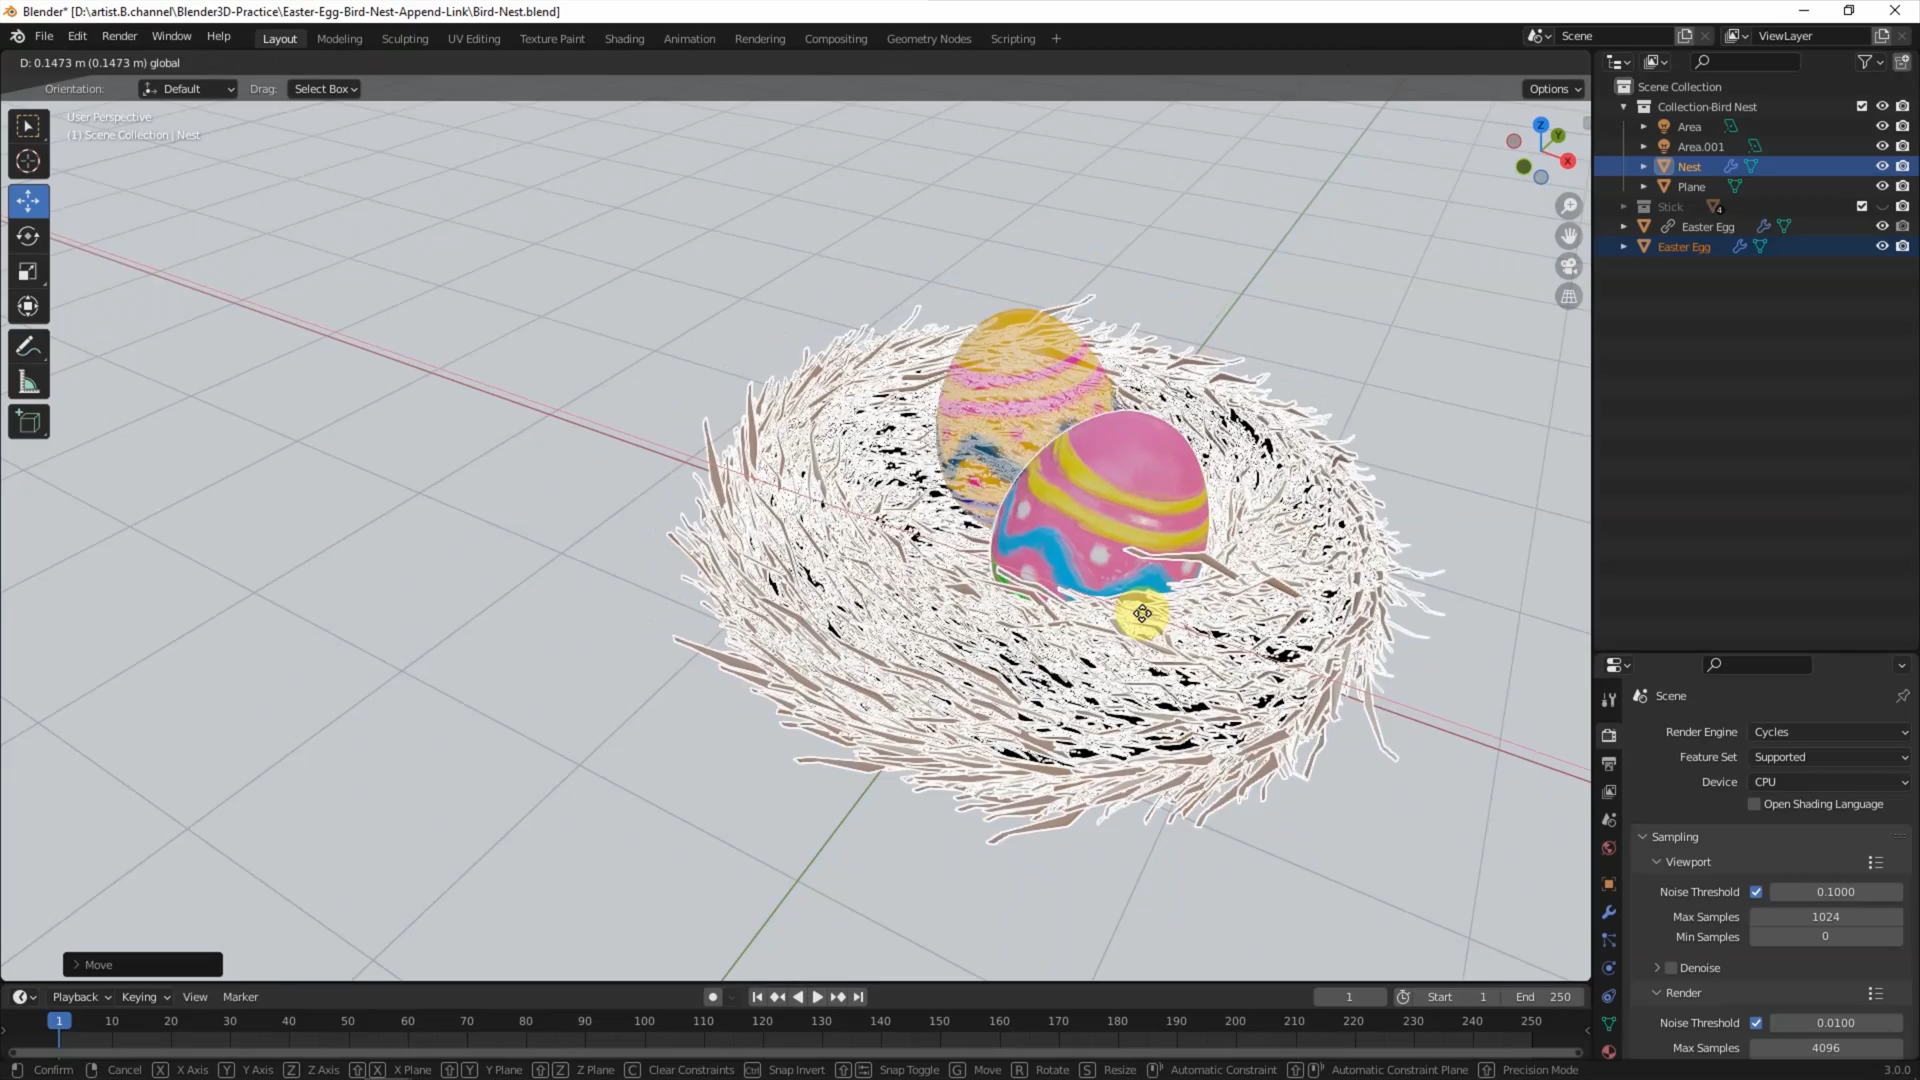 Blender* [D:\artist.B.channel\Blender3D-Practice\Easter-Egg-Bird-Nest-Append-Link\Bird-Nest.blend]
File Edit Render Window Help Layout Modeling Sculpting UV Editing Texture Paint Shading Animation Rendering Compositing Geometry Nodes Scripting + Scene ViewLayer
D: 0.1473 m (0.1473 m) global
Orientation: Default Drag: Select Box Options
User Perspective
(1) Scene Collection | Nest
Z
Y
X
Scene Collection
Collection-Bird Nest
Area
Area.001
Nest
Plane
Stick 4
Easter Egg
Easter Egg
Scene
Render Engine Cycles
Feature Set Supported
Device CPU
Open Shading Language
Sampling
Viewport
Noise Threshold 0.1000
Max Samples 1024
Min Samples 0
Denoise
Render
Noise Threshold 0.0100
Max Samples 4096
Move
Playback Keying View Marker 1 Start 1 End 250
1 10 20 30 40 50 60 70 80 90 100 110 120 130 140 150 160 170 180 190 200 210 220 230 240 250
Confirm Cancel X X Axis Y Y Axis Z Z Axis X X Plane Y Y Plane Z Z Plane C Clear Constraints Ctrl Snap Invert Snap Toggle G Move R Rotate S Resize Automatic Constraint Automatic Constraint Plane Precision Mode 3.0.0